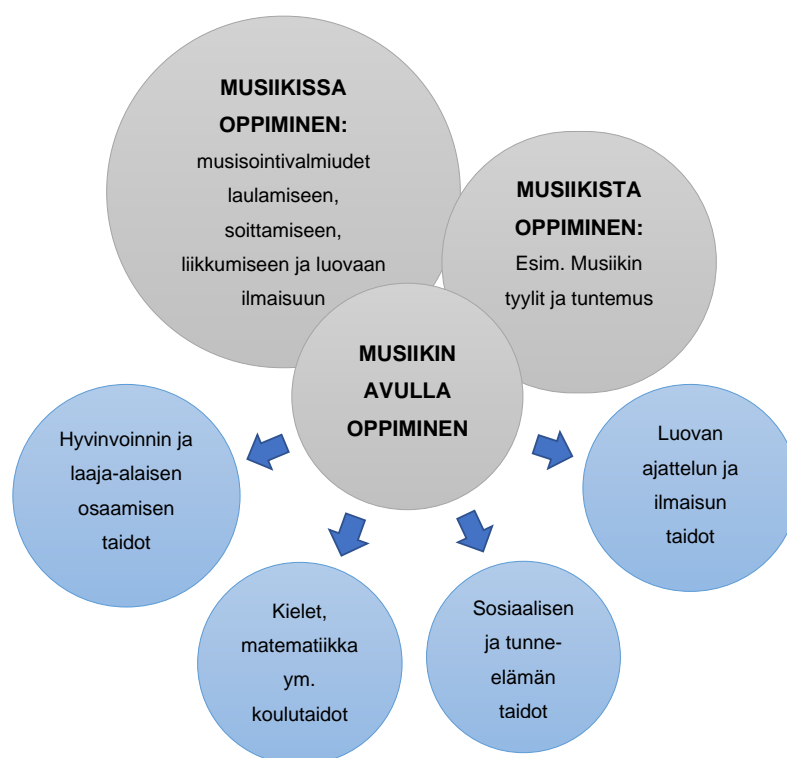 MUSIIKISSA
OPPIMINEN:
musisointivalmiudet
laulamiseen,
soittamiseen,
liikkumiseen ja luovaan
ilmaisuun
MUSIIKISTA
OPPIMINEN:
Esim. Musiikin
tyylit ja tuntemus
MUSIIKIN
AVULLA
OPPIMINEN
Hyvinvoinnin ja
laaja-alaisen
osaamisen
taidot
Kielet,
matematiikka
ym.
koulutaidot
Sosiaalisen
ja tunne-
elämän
taidot
Luovan
ajattelun ja
ilmaisun
taidot